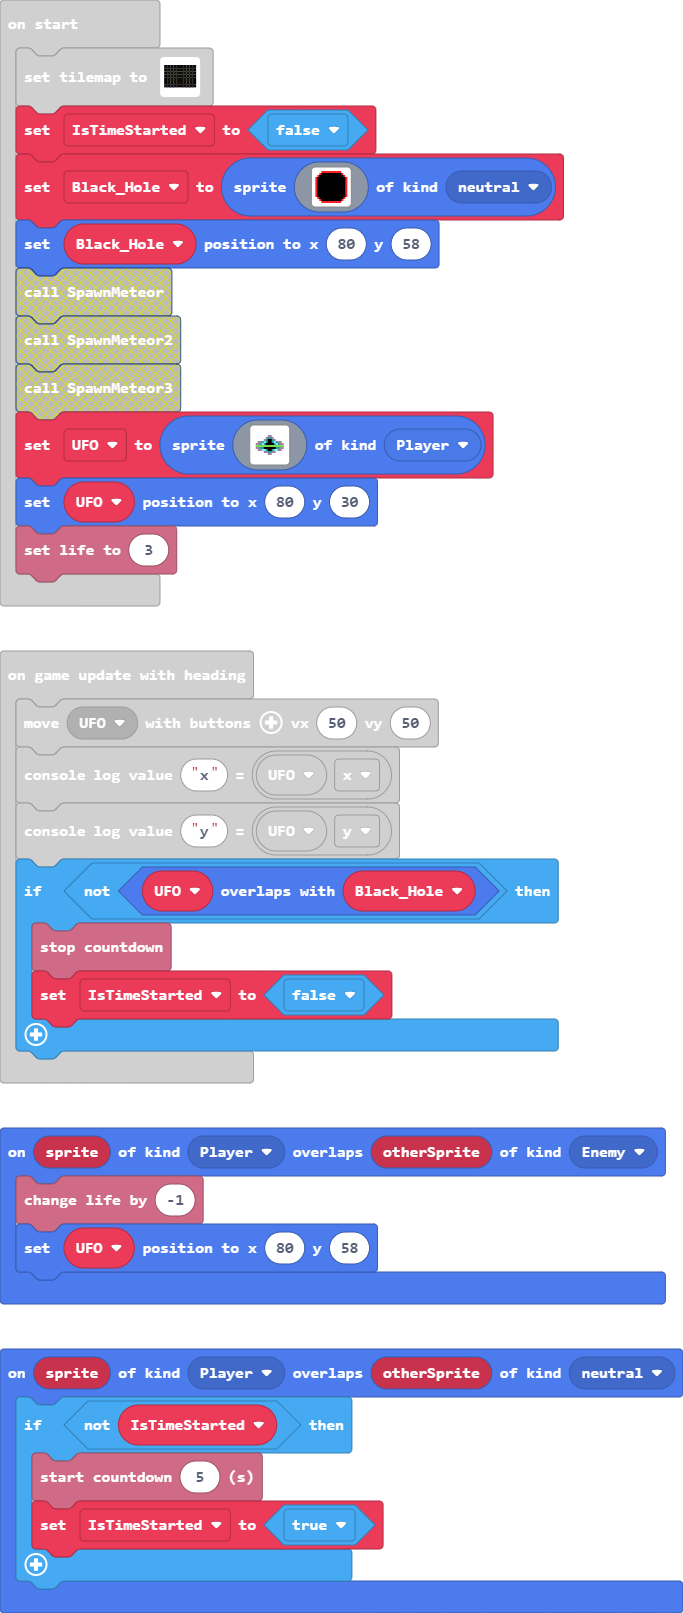 on start
set tilemap to
set IsTimeStarted to false
set Black_Hole to sprite of kind neutral
set Black_Hole position to x 80 y 58
call SpawnMeteor
call SpawnMeteor2
call SpawnMeteor3
set UFO to sprite of kind Player
set UFO position to x 80 y 30
set life to 3
on game update with heading
move UFO with buttons vx 50 vy 50
console log value "x" = UFO x
console log value "y" = UFO y
if not UFO overlaps with Black_Hole then
stop countdown
set IsTimeStarted to false
on sprite of kind Player overlaps otherSprite of kind Enemy
change life by -1
set UFO position to x 80 y 58
on sprite of kind Player overlaps otherSprite of kind neutral
if not IsTimeStarted then
start countdown 5 (s)
set IsTimeStarted to true